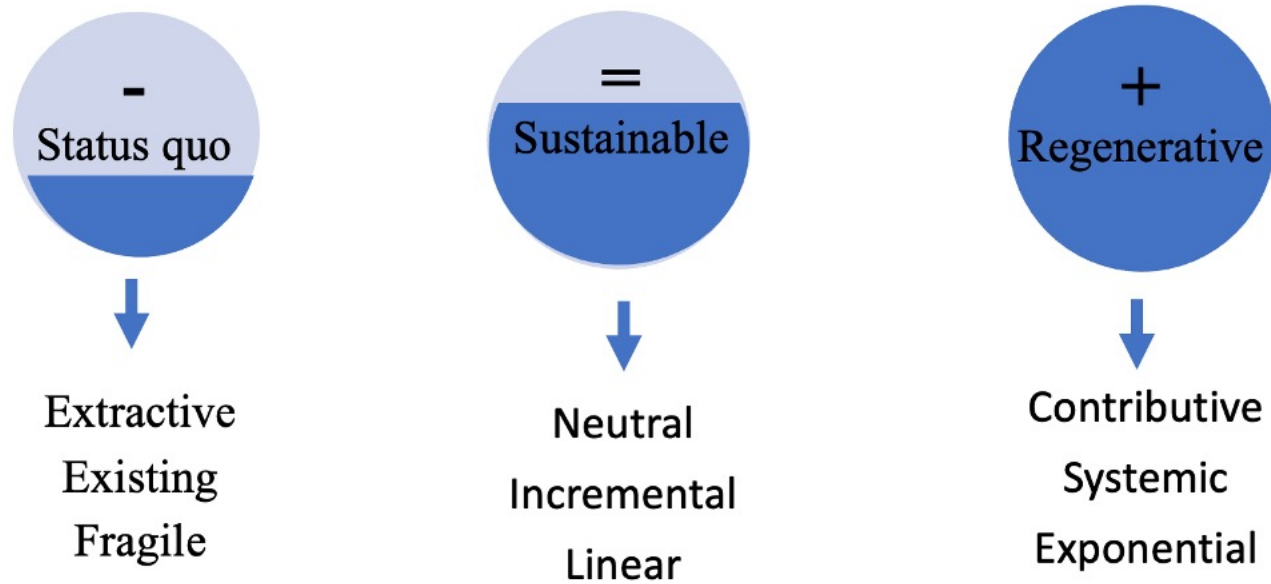 -
Status quo
Extractive
Existing
Fragile
=
Sustainable
Neutral
Incremental
Linear
+
Regenerative
Contributive
Systemic
Exponential